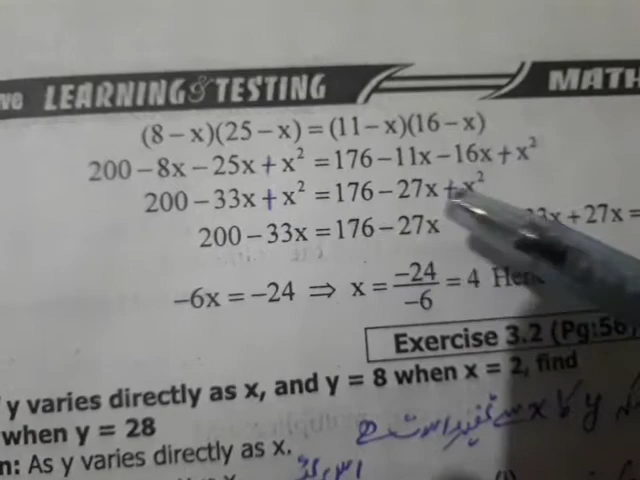 LEARNING & TESTING
MATH
(8 – x)(25 – x) = (11 – x)(16 – x)
200 – 8x – 25x + x² = 176 – 11x – 16x + x²
200 – 33x + x² = 176 – 27x + x²
200 – 33x = 176 – 27x
x + 27x =
–6x = –24 ⇒ x = –24/–6 = 4 Hen
Exercise 3.2 (Pg:56)
y varies directly as x, and y = 8 when x = 2, find
when y = 28
n: As y varies directly as x.